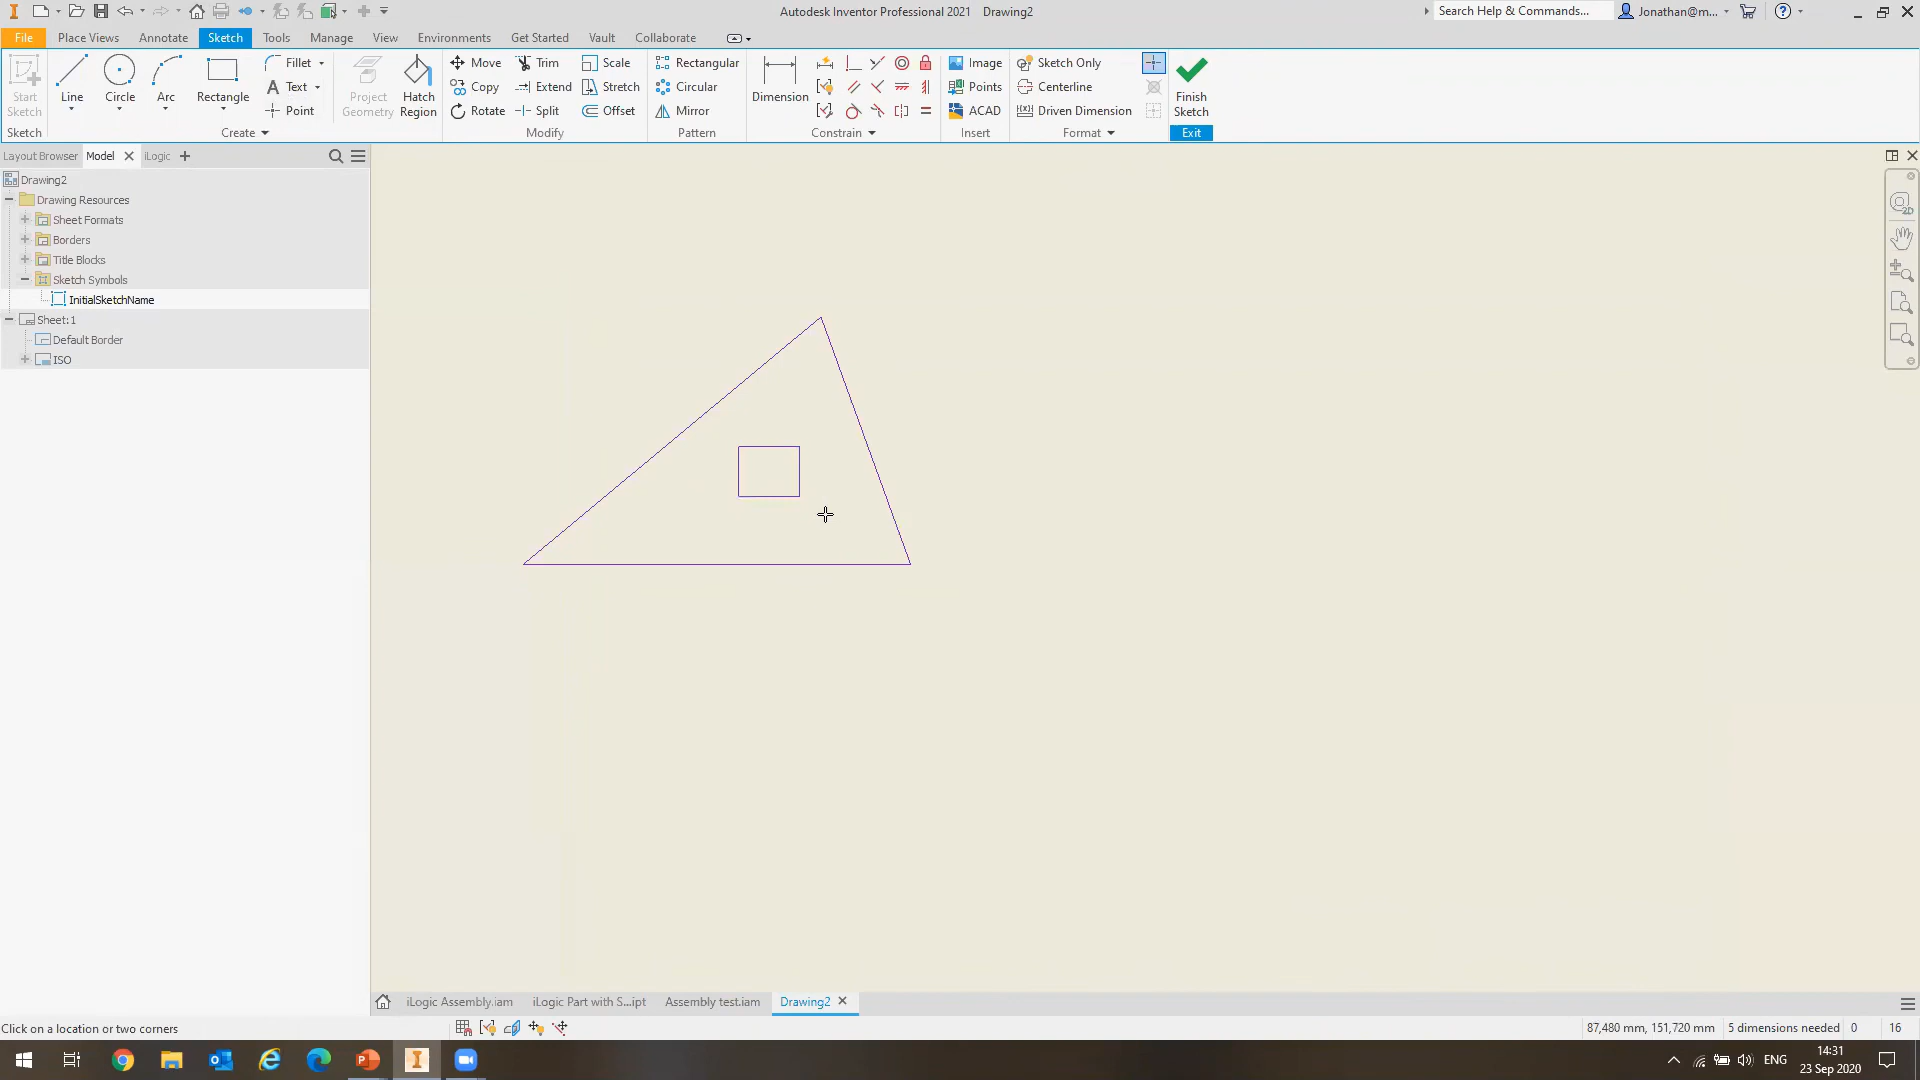 Autodesk Inventor Professional 2021 Drawing2
Search Help & Commands...
Jonathan@m...
File Place Views Annotate Sketch Tools Manage View Environments Get Started Vault Collaborate
Start Sketch
Line
Circle
Arc
Rectangle
Fillet
Text
Point
Project Geometry
Hatch Region
Move
Copy
Rotate
Trim
Extend
Split
Scale
Stretch
Offset
Rectangular
Circular
Mirror
Dimension
Image
Points
ACAD
Sketch Only
Centerline
Driven Dimension
Finish Sketch
Sketch Create Modify Pattern Constrain Insert Format Exit
Layout Browser Model iLogic
Drawing2
Drawing Resources
Sheet Formats
Borders
Title Blocks
Sketch Symbols
InitialSketchName
Sheet:1
Default Border
ISO
2D
iLogic Assembly.iam iLogic Part with S...ipt Assembly test.iam Drawing2
Click on a location or two corners
87,480 mm, 151,720 mm 5 dimensions needed 0 16
ENG
14:31
23 Sep 2020